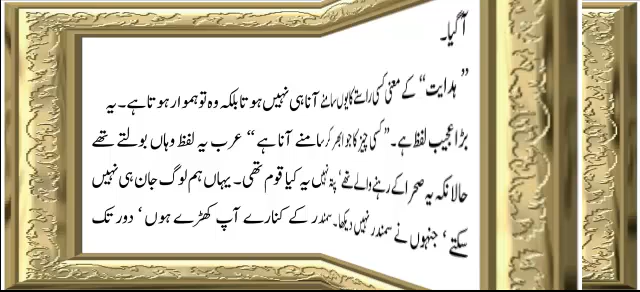 آ گیا۔
”ہدایت“ کے معنی کسی راستے کا یوں سامنے آنا ہی نہیں ہوتا بلکہ وہ تو ہموار ہوتا ہے۔ یہ
بڑا عجیب لفظ ہے۔ ”کسی چیز کا جو ابھر کر سامنے آنا ہے“ عرب یہ لفظ وہاں بولتے تھے
حالانکہ یہ صحرا کے رہنے والے تھے‘ پتہ نہیں یہ کیا قوم تھی۔ یہاں ہم لوگ جان ہی نہیں
سکتے‘ جنہوں نے سمندر نہیں دیکھا۔ سمندر کے کنارے آپ کھڑے ہوں‘ دور تک